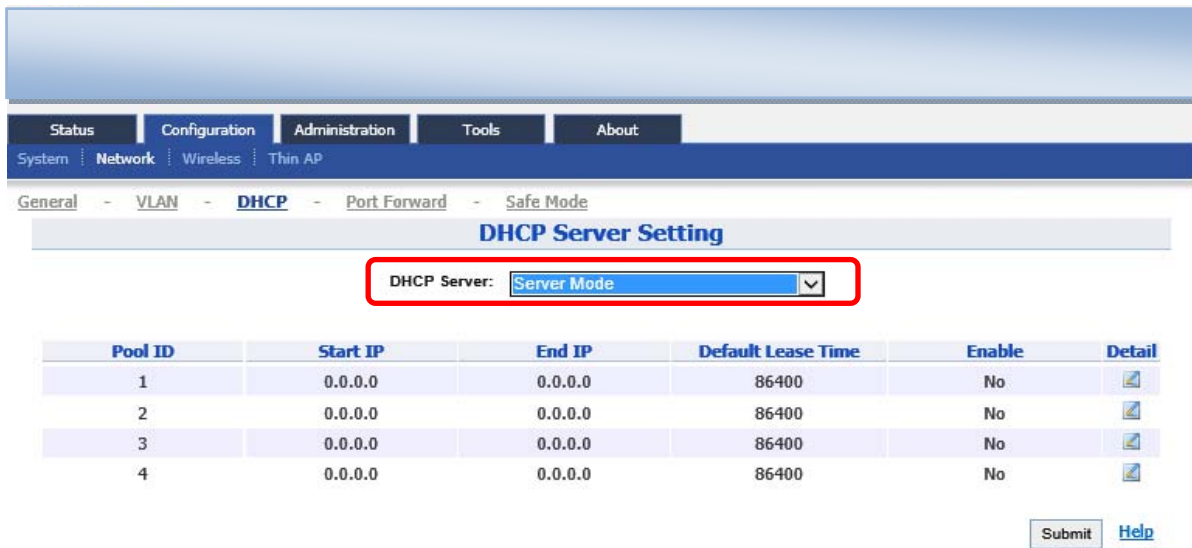 Status Configuration Administration Tools About
System Network Wireless Thin AP
General - VLAN - DHCP - Port Forward - Safe Mode
DHCP Server Setting
DHCP Server: Server Mode
Pool ID Start IP End IP Default Lease Time Enable Detail
1 0.0.0.0 0.0.0.0 86400 No
2 0.0.0.0 0.0.0.0 86400 No
3 0.0.0.0 0.0.0.0 86400 No
4 0.0.0.0 0.0.0.0 86400 No
Submit Help